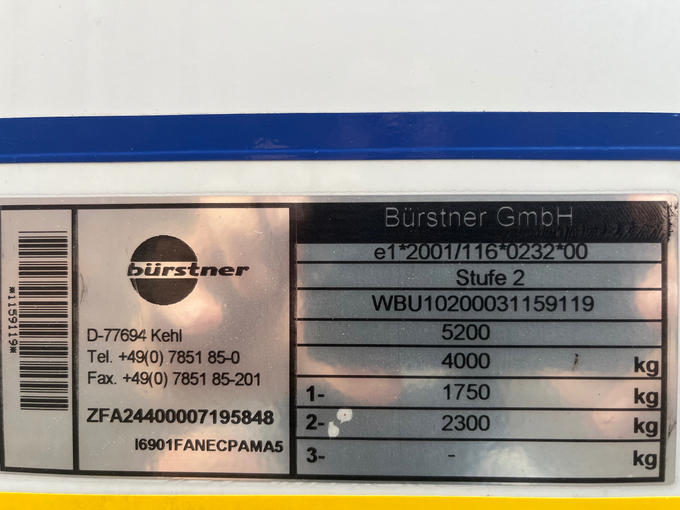 *1159119*
bürstner
D-77694 Kehl
Tel. +49(0) 7851 85-0
Fax. +49(0) 7851 85-201
ZFA24400007195848
I6901FANECPAMA5
Bürstner GmbH
e1*2001/116*0232*00
Stufe 2
WBU10200031159119
5200
4000 kg
1- 1750 kg
2- 2300 kg
3- - kg